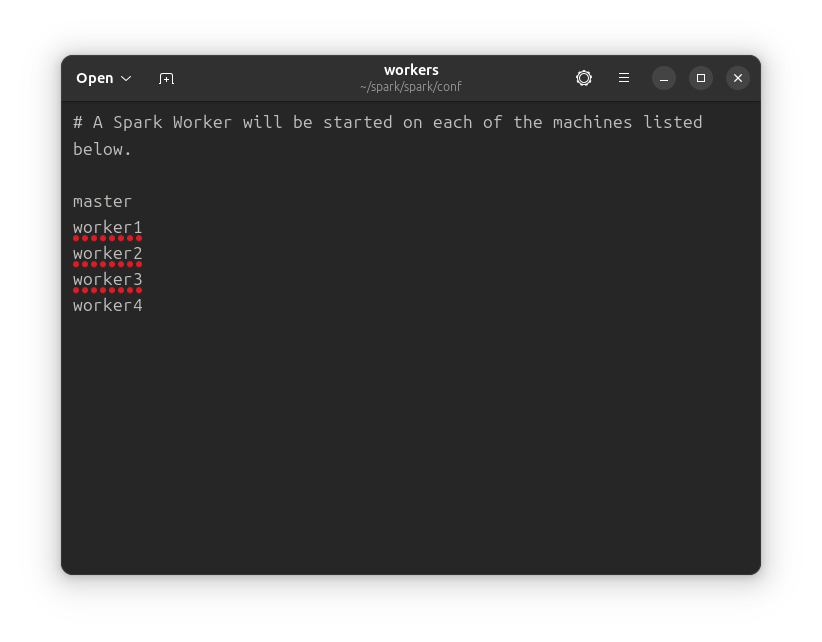 Open
workers
~/spark/spark/conf
# A Spark Worker will be started on each of the machines listed
below.
master
worker1
worker2
worker3
worker4